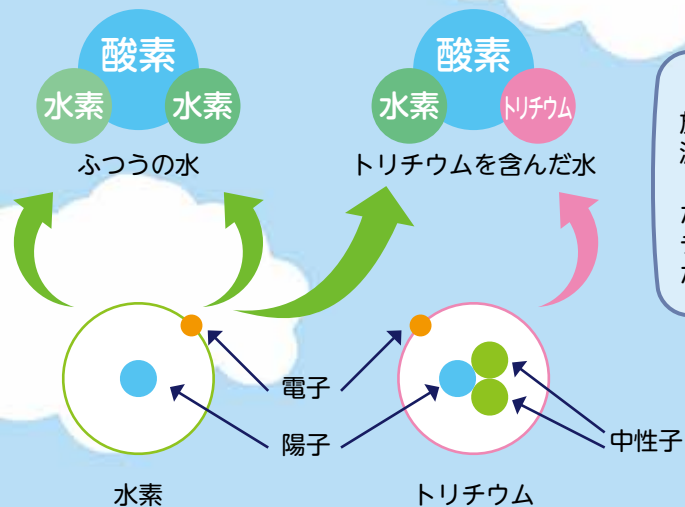 酸素
水素
水素
ふつうの水
酸素
水素
トリチウム
トリチウムを含んだ水
電子
陽子
中性子
水素
トリチウム